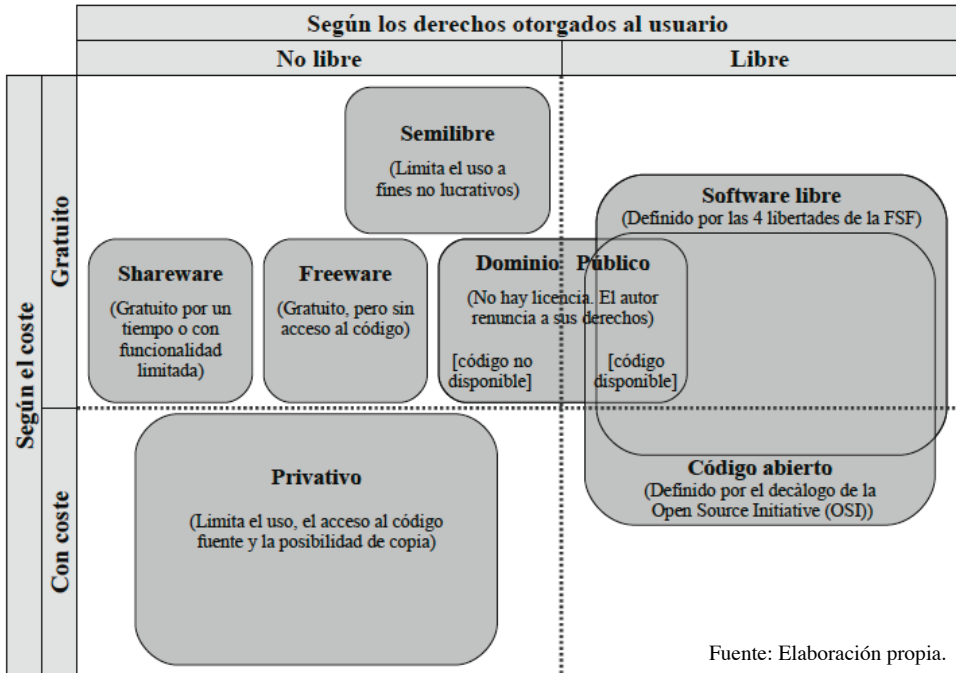 Según los derechos otorgados al usuario
No libre
Libre
Según el coste
Gratuito
Con coste
Semilibre
(Limita el uso a
fines no lucrativos)
Software libre
(Definido por las 4 libertades de la FSF)
Shareware
(Gratuito por un
tiempo o con
funcionalidad
limitada)
Freeware
(Gratuito, pero sin
acceso al código)
Dominio Público
(No hay licencia. El autor
renuncia a sus derechos)
[código no
disponible]
[código
disponible]
Privativo
(Limita el uso, el acceso al código
fuente y la posibilidad de copia)
Código abierto
(Definido por el decàlogo de la
Open Source Initiative (OSI))
Fuente: Elaboración propia.